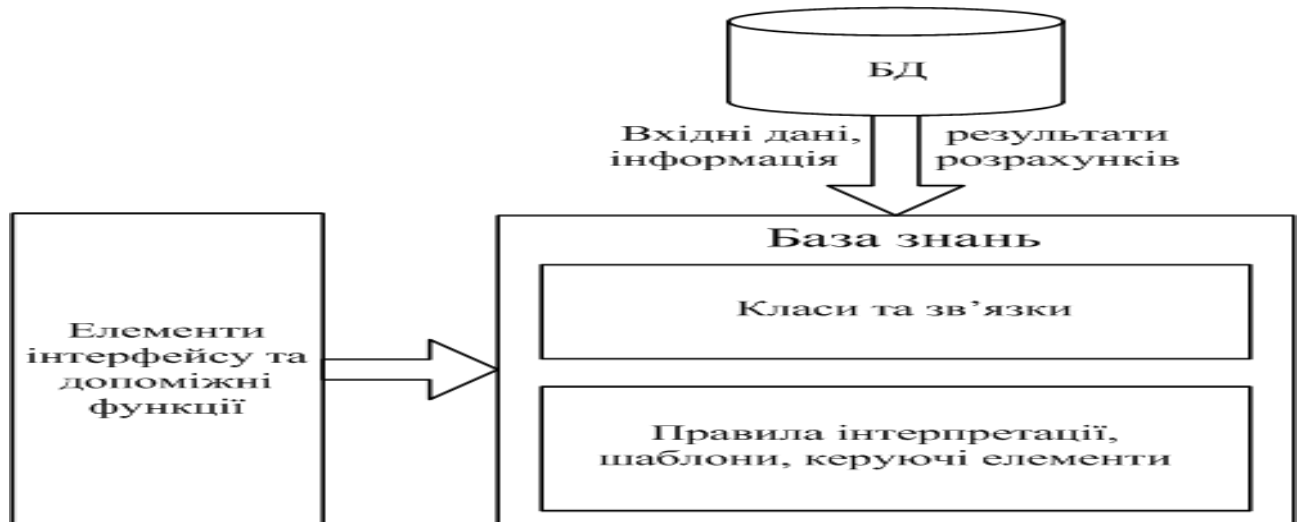 БД
Вхідні дані, результати
інформація розрахунків
База знань
Класи та зв’язки
Елементи
інтерфейсу та
допоміжні
функції
Правила інтерпретації,
шаблони, керуючі елементи